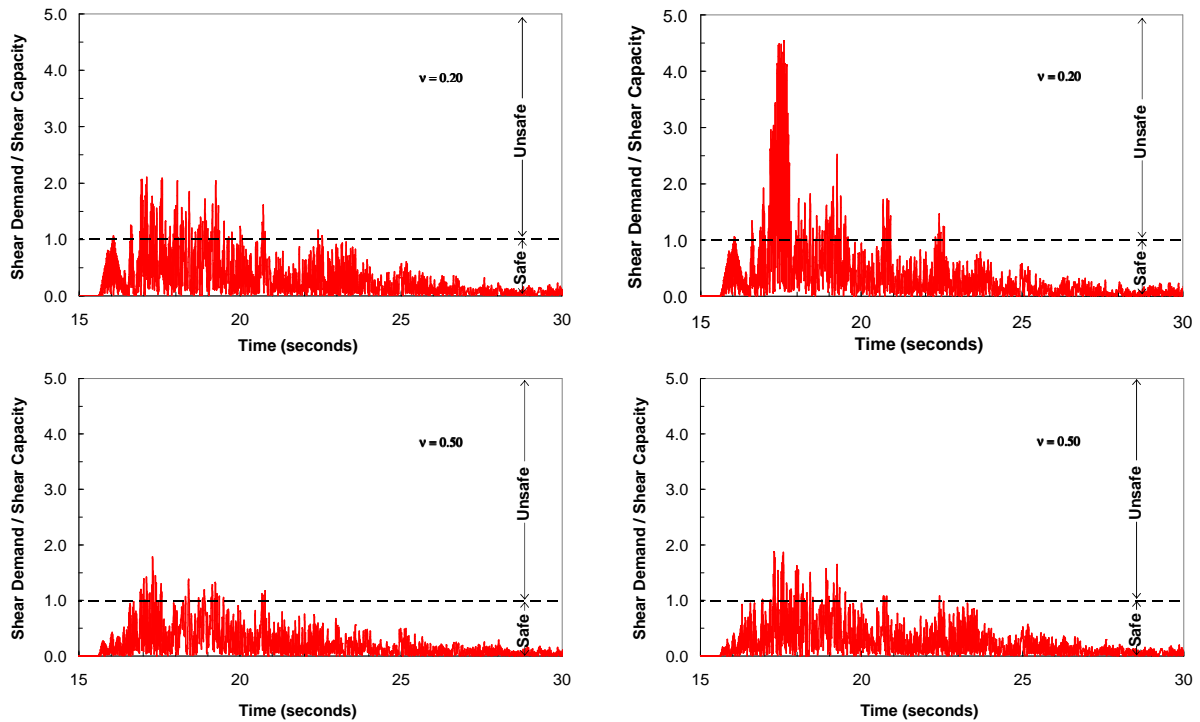 5.0
4.0
3.0
2.0
1.0
0.0
Shear Demand / Shear Capacity
ν = 0.20
Unsafe
Safe
15
20
25
30
Time (seconds)
5.0
4.0
3.0
2.0
1.0
0.0
Shear Demand / Shear Capacity
ν = 0.20
Unsafe
Safe
15
20
25
30
Time (seconds)
5.0
4.0
3.0
2.0
1.0
0.0
Shear Demand / Shear Capacity
ν = 0.50
Unsafe
Safe
15
20
25
30
Time (seconds)
5.0
4.0
3.0
2.0
1.0
0.0
Shear Demand / Shear Capacity
ν = 0.50
Unsafe
Safe
15
20
25
30
Time (seconds)